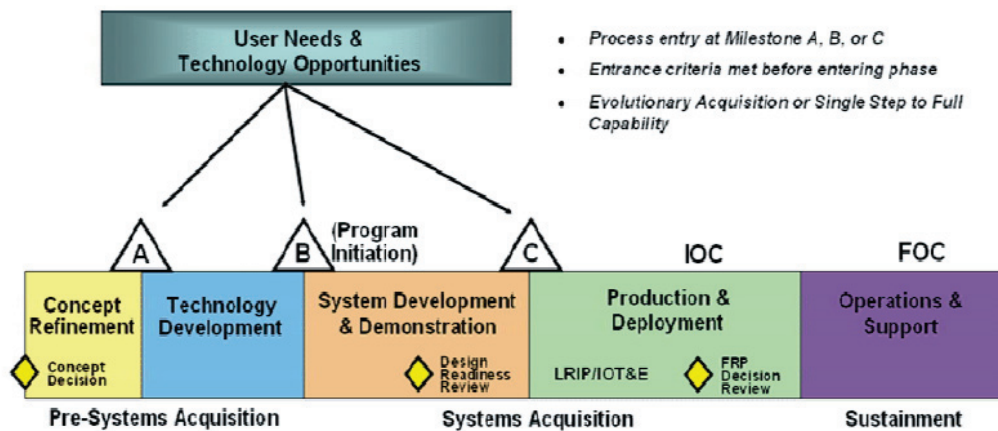 User Needs &
Technology Opportunities
• Process entry at Milestone A, B, or C
• Entrance criteria met before entering phase
• Evolutionary Acquisition or Single Step to Full
Capability
A
B
(Program
Initiation)
C
IOC
FOC
Concept
Refinement
Technology
Development
System Development
& Demonstration
Production &
Deployment
Operations &
Support
Concept
Decision
Design
Readiness
Review
LRIP/IOT&E
FRP
Decision
Review
Pre-Systems Acquisition
Systems Acquisition
Sustainment